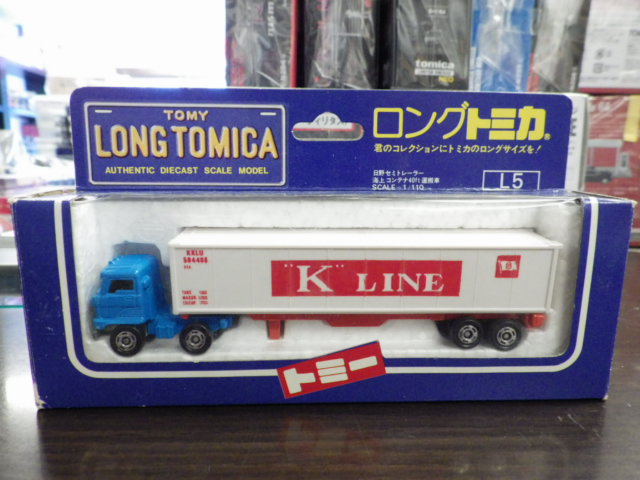 TOMY
LONG TOMICA
AUTHENTIC DIECAST SCALE MODEL
ロングトミカ®
君のコレクションにトミカのロングサイズを!
日野セミトレーラー
海上コンテナ40ft運搬車
SCALE=1/110
L5
KKLU
"K" LINE
K
トミー
tomica